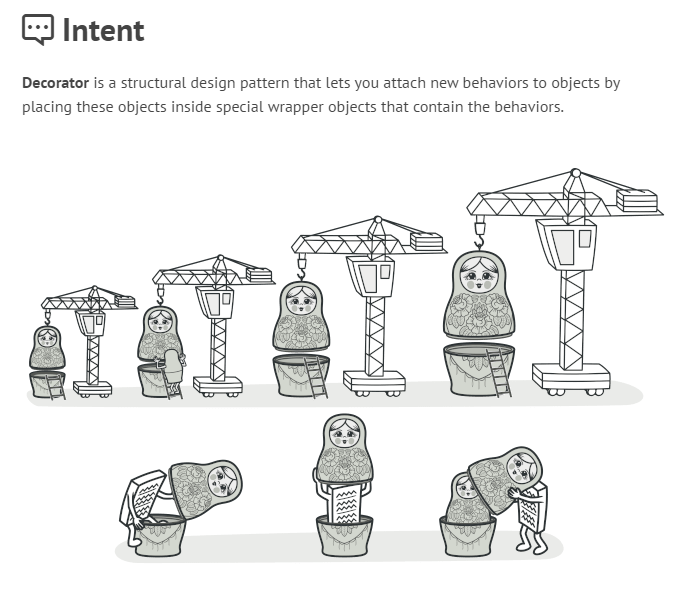 Intent
Decorator is a structural design pattern that lets you attach new behaviors to objects by
placing these objects inside special wrapper objects that contain the behaviors.